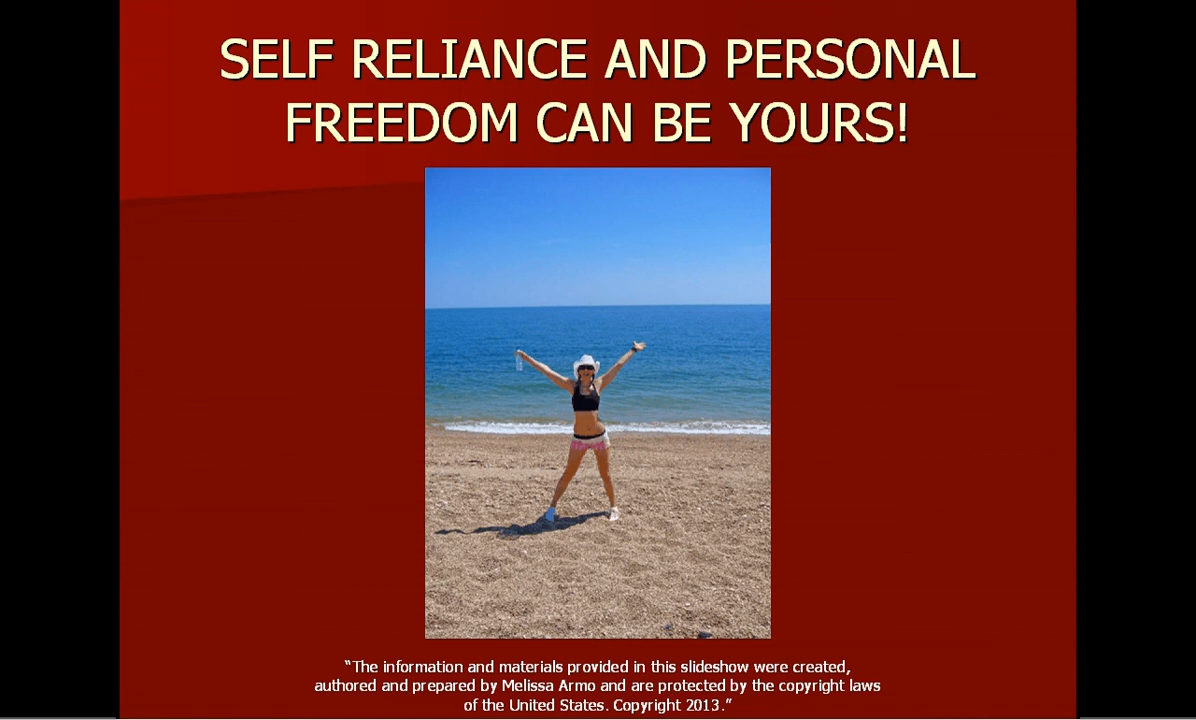 SELF RELIANCE AND PERSONAL
FREEDOM CAN BE YOURS!
“The information and materials provided in this slideshow were created,
authored and prepared by Melissa Armo and are protected by the copyright laws
of the United States. Copyright 2013.”